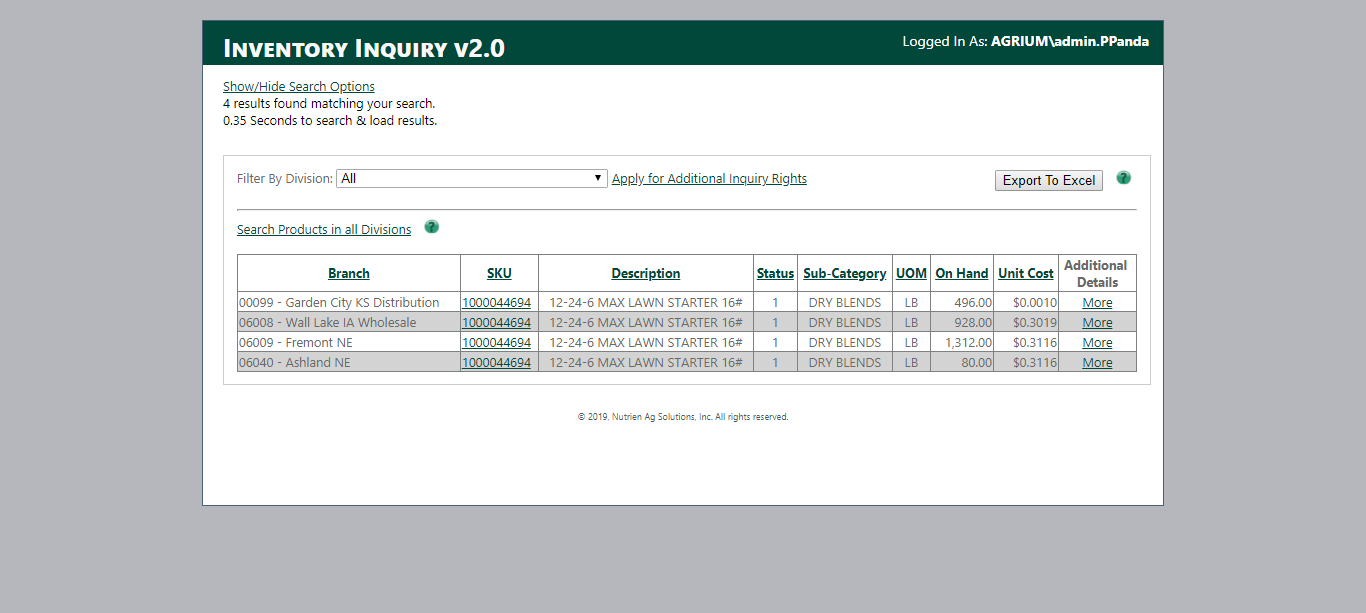 INVENTORY INQUIRY V2.0
Logged In As: AGRIUM\admin.PPanda
Show/Hide Search Options
4 results found matching your search.
0.35 Seconds to search & load results.
Filter By Division: All Apply for Additional Inquiry Rights Export To Excel ?
Search Products in all Divisions ?
Branch SKU Description Status Sub-Category UOM On Hand Unit Cost Additional Details
00099 - Garden City KS Distribution 1000044694 12-24-6 MAX LAWN STARTER 16# 1 DRY BLENDS LB 496.00 $0.0010 More
06008 - Wall Lake IA Wholesale 1000044694 12-24-6 MAX LAWN STARTER 16# 1 DRY BLENDS LB 928.00 $0.3019 More
06009 - Fremont NE 1000044694 12-24-6 MAX LAWN STARTER 16# 1 DRY BLENDS LB 1,312.00 $0.3116 More
06040 - Ashland NE 1000044694 12-24-6 MAX LAWN STARTER 16# 1 DRY BLENDS LB 80.00 $0.3116 More
© 2019, Nutrien Ag Solutions, Inc. All rights reserved.